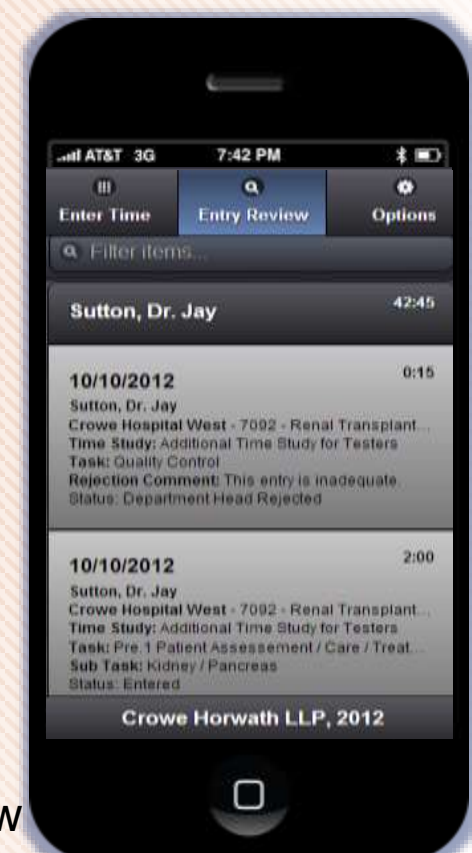 AT&T 3G 7:42 PM
Enter Time Entry Review Options
Filter items...
Sutton, Dr. Jay 42:45
10/10/2012 0:15
Sutton, Dr. Jay
Crowe Hospital West - 7092 - Renal Transplant...
Time Study: Additional Time Study for Testers
Task: Quality Control
Rejection Comment: This entry is inadequate.
Status: Department Head Rejected
10/10/2012 2:00
Sutton, Dr. Jay
Crowe Hospital West - 7092 - Renal Transplant...
Time Study: Additional Time Study for Testers
Task: Pre.1 Patient Assessement / Care / Treat...
Sub Task: Kidney / Pancreas
Status: Entered
Crowe Horwath LLP, 2012